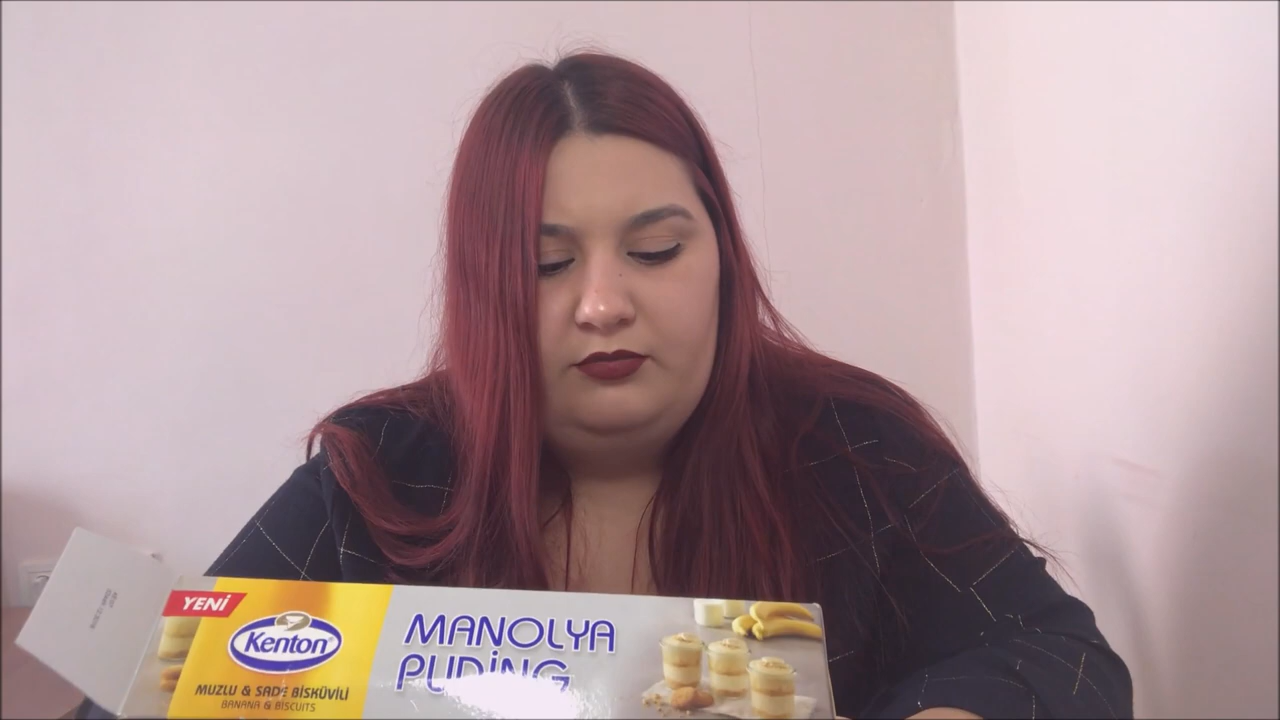 YENİ
Kenton
MUZLU & SADE BİSKÜVİLİ
BANANA & BISCUITS
MANOLYA
PUDİNG